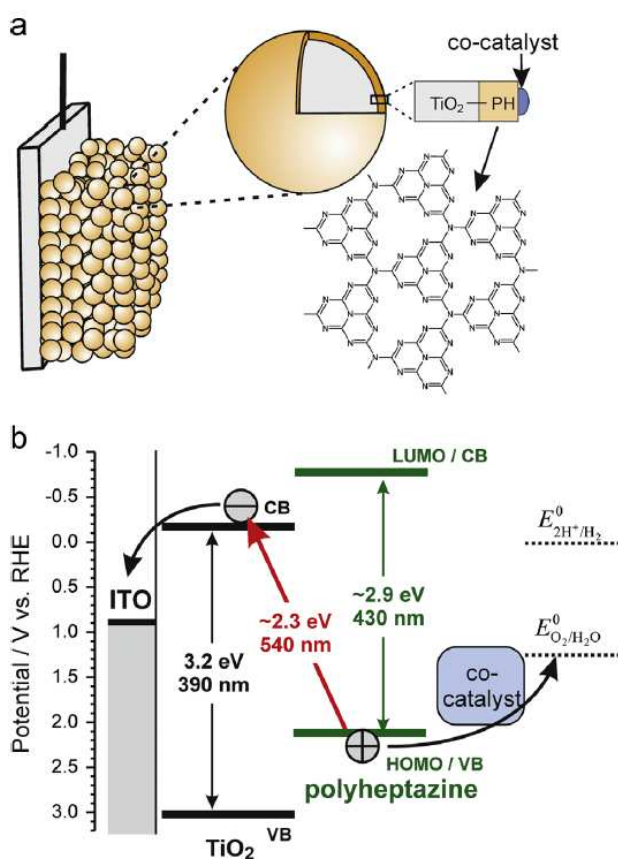 a
co-catalyst
TiO₂ — PH
b
Potential / V vs. RHE
-1.0
-0.5
0.0
0.5
1.0
1.5
2.0
2.5
3.0
ITO
CB
3.2 eV
390 nm
VB
TiO₂
~2.3 eV
540 nm
LUMO / CB
~2.9 eV
430 nm
HOMO / VB
polyheptazine
co-
catalyst
E⁰ 2H⁺/H₂
E⁰ O₂/H₂O